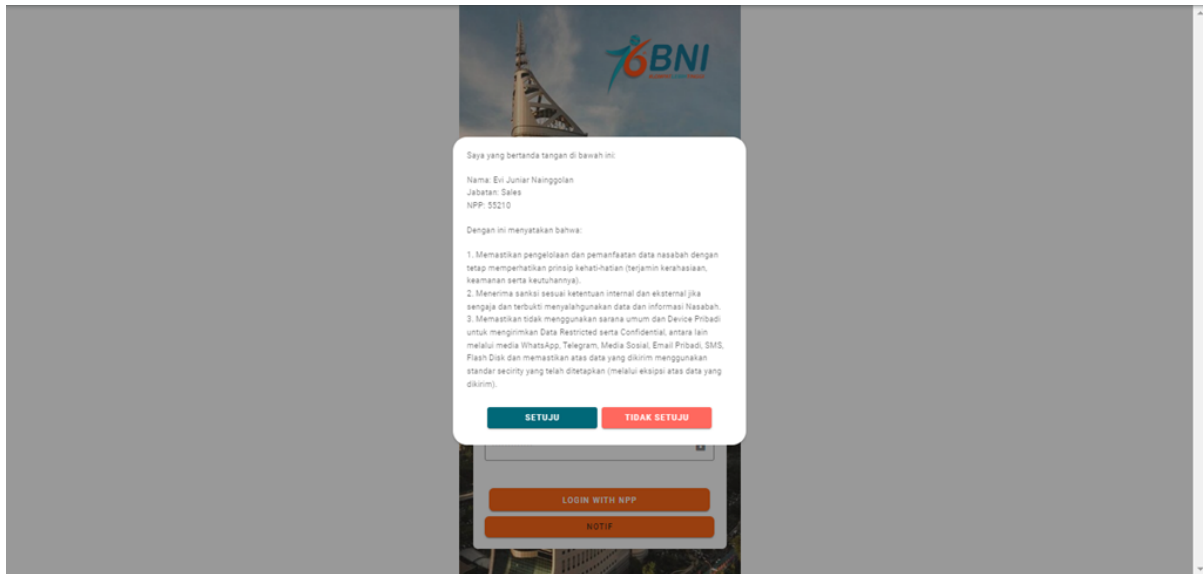 76 BNI
Saya yang bertanda tangan di bawah ini:
Nama: Evi Juniar Nainggolan
Jabatan: Sales
NPP: 55210
Dengan ini menyatakan bahwa:
1. Memastikan pengelolaan dan pemanfaatan data nasabah dengan
tetap memperhatikan prinsip kehati-hatian (terjamin kerahasiaan,
keamanan serta keutuhannya).
2. Menerima sanksi sesuai ketentuan internal dan eksternal jika
sengaja dan terbukti menyalahgunakan data dan informasi Nasabah.
3. Memastikan tidak menggunakan sarana umum dan Device Pribadi
untuk mengirimkan Data Restricted serta Confidential, antara lain
melalui media WhatsApp, Telegram, Media Sosial, Email Pribadi, SMS,
Flash Disk dan memastikan atas data yang dikirim menggunakan
standar secirity yang telah ditetapkan (melalui eksipsi atas data yang
dikirim).
SETUJU
TIDAK SETUJU
LOGIN WITH NPP
NOTIF